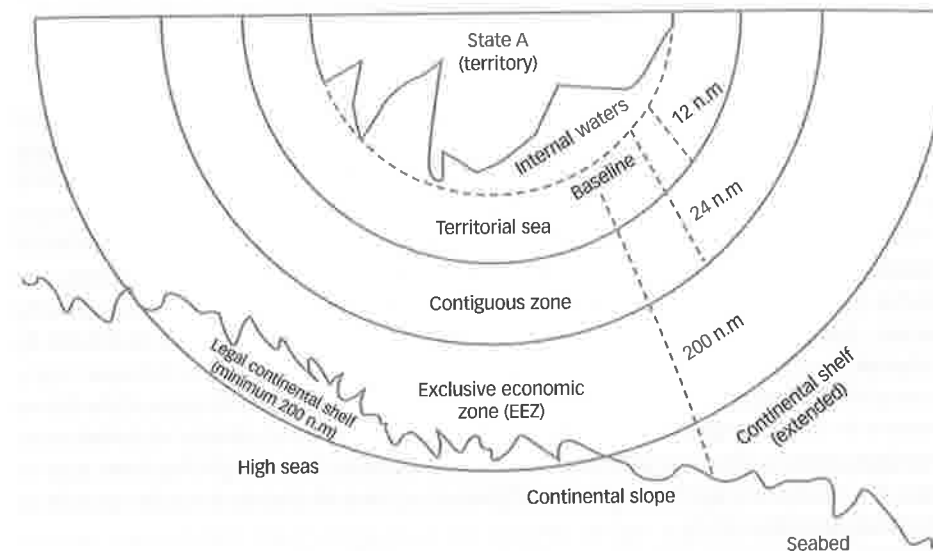 State A
(territory)
Internal waters
12 n.m
Baseline
24 n.m
Territorial sea
Contiguous zone
200 n.m
Legal continental shelf
(minimum 200 n.m)
Exclusive economic
zone (EEZ)
Continental shelf
(extended)
High seas
Continental slope
Seabed